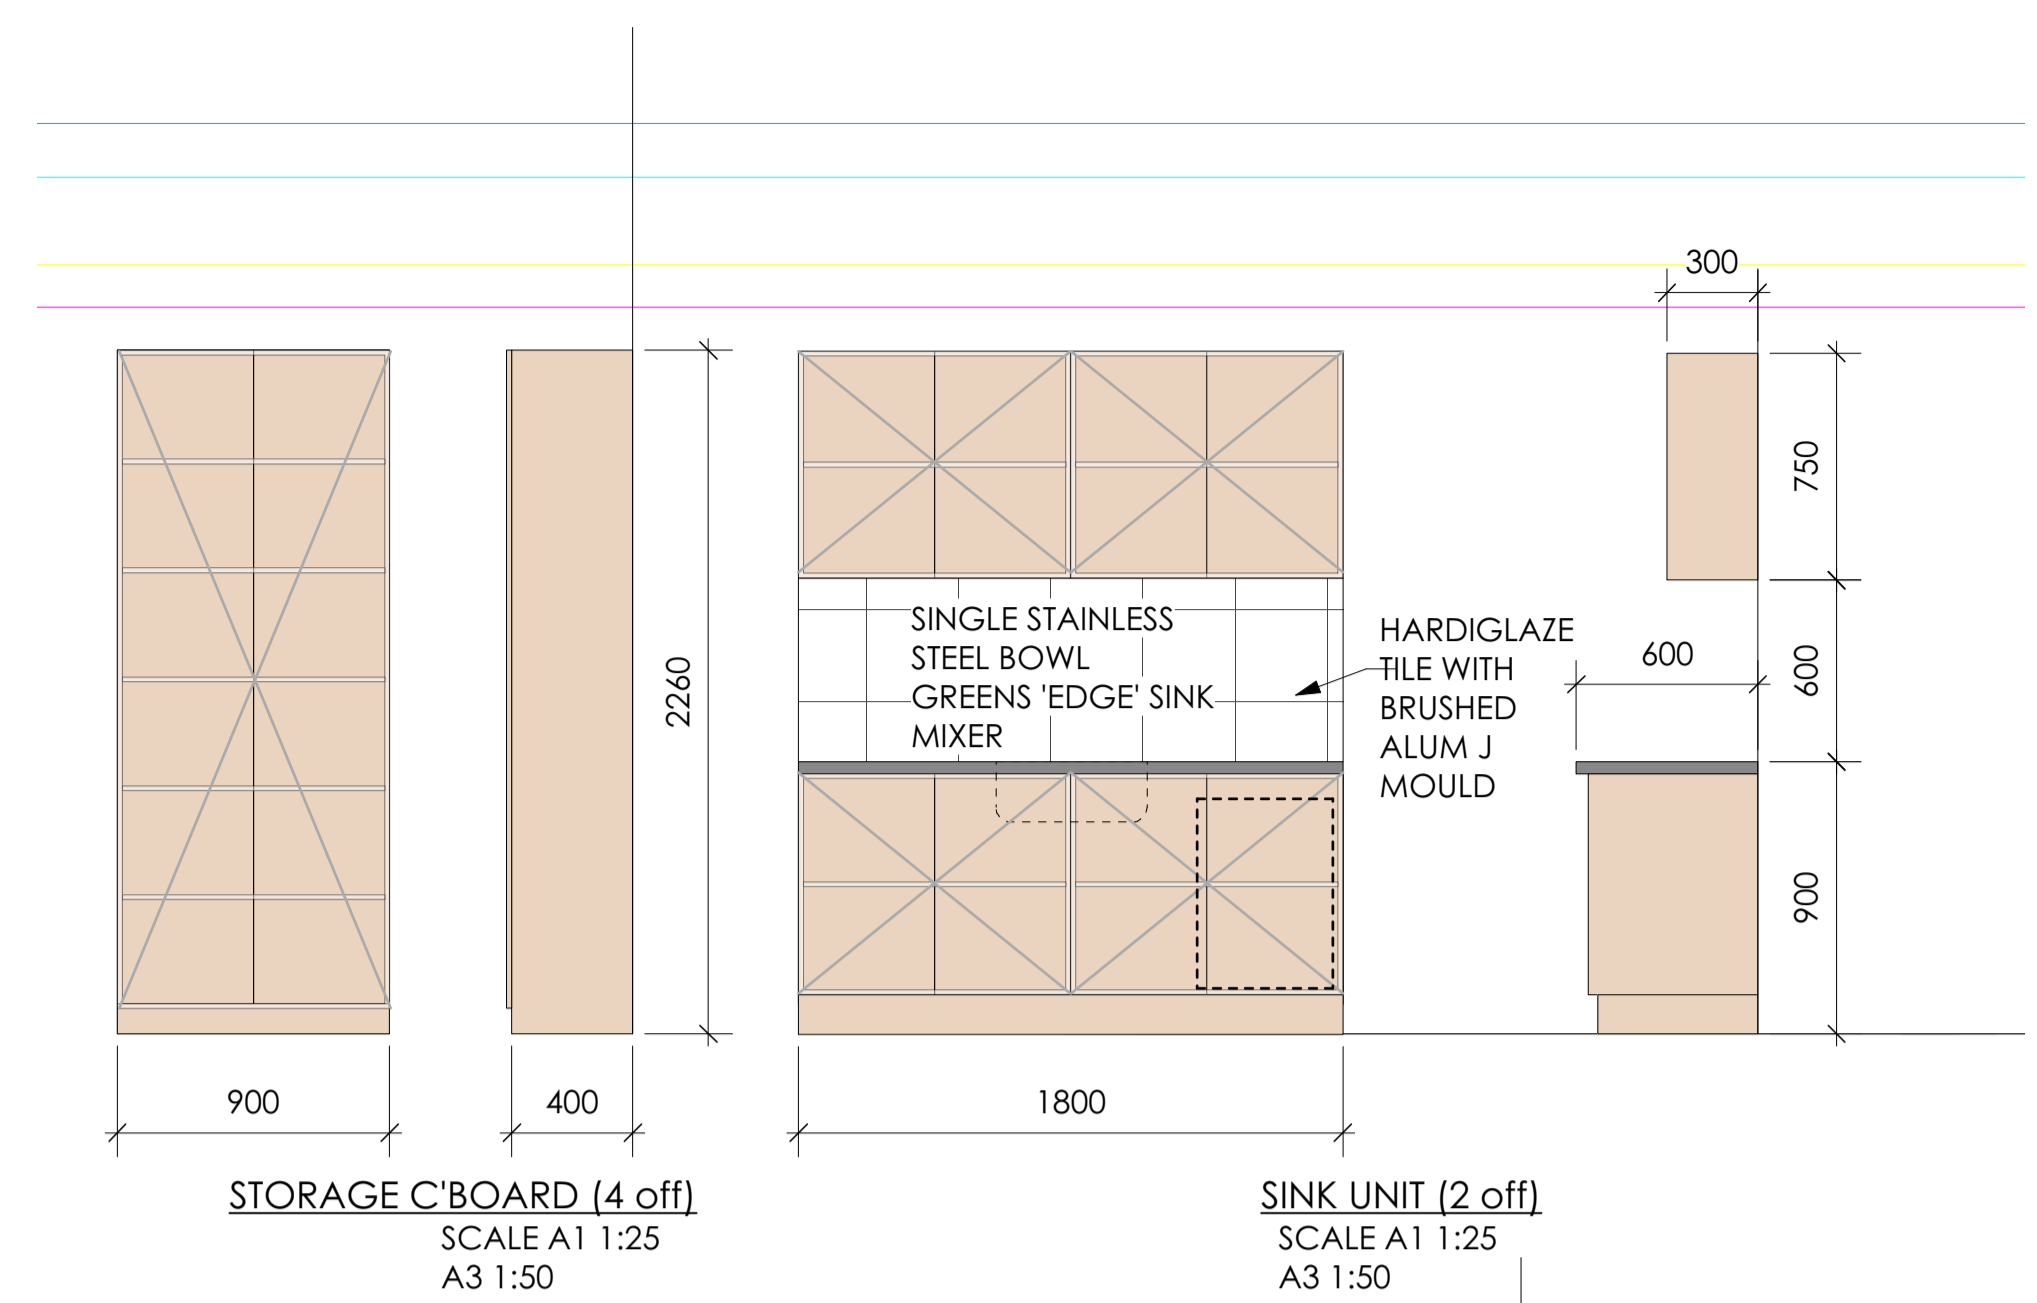 300
750
SINGLE STAINLESS
STEEL BOWL
GREENS 'EDGE' SINK
MIXER
HARDIGLAZE
TILE WITH
BRUSHED
ALUM J
MOULD
600
600
2260
900
900
400
1800
STORAGE C'BOARD (4 off)
SCALE A1 1:25
A3 1:50
SINK UNIT (2 off)
SCALE A1 1:25
A3 1:50